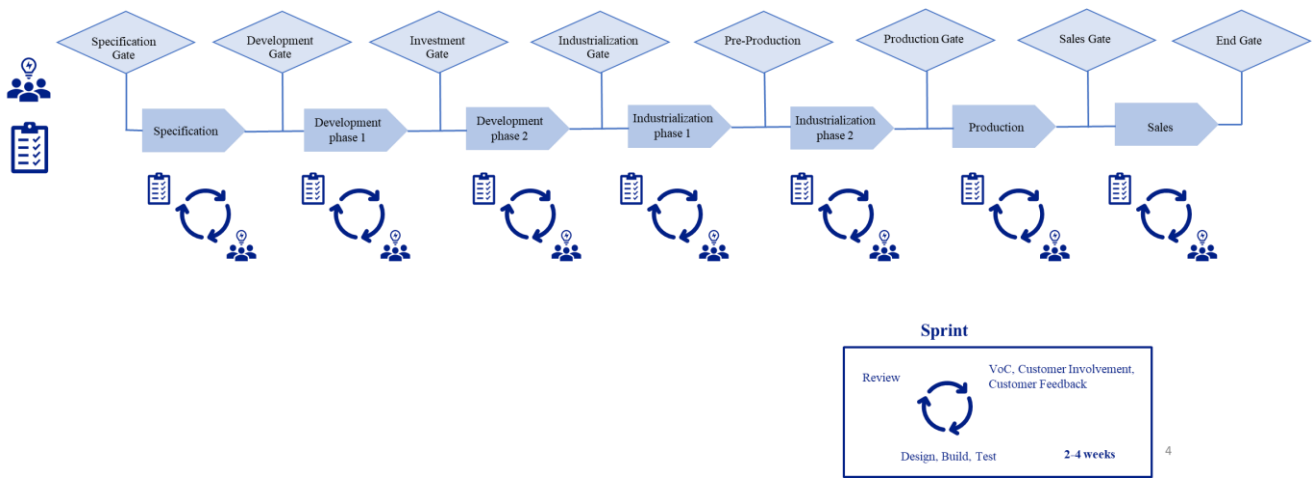 Specification
Gate
Development
Gate
Investment
Gate
Industrialization
Gate
Pre-Production
Production Gate
Sales Gate
End Gate
Specification
Development
phase 1
Development
phase 2
Industrialization
phase 1
Industrialization
phase 2
Production
Sales
Sprint
Review
VoC, Customer Involvement,
Customer Feedback
Design, Build, Test
2-4 weeks
4